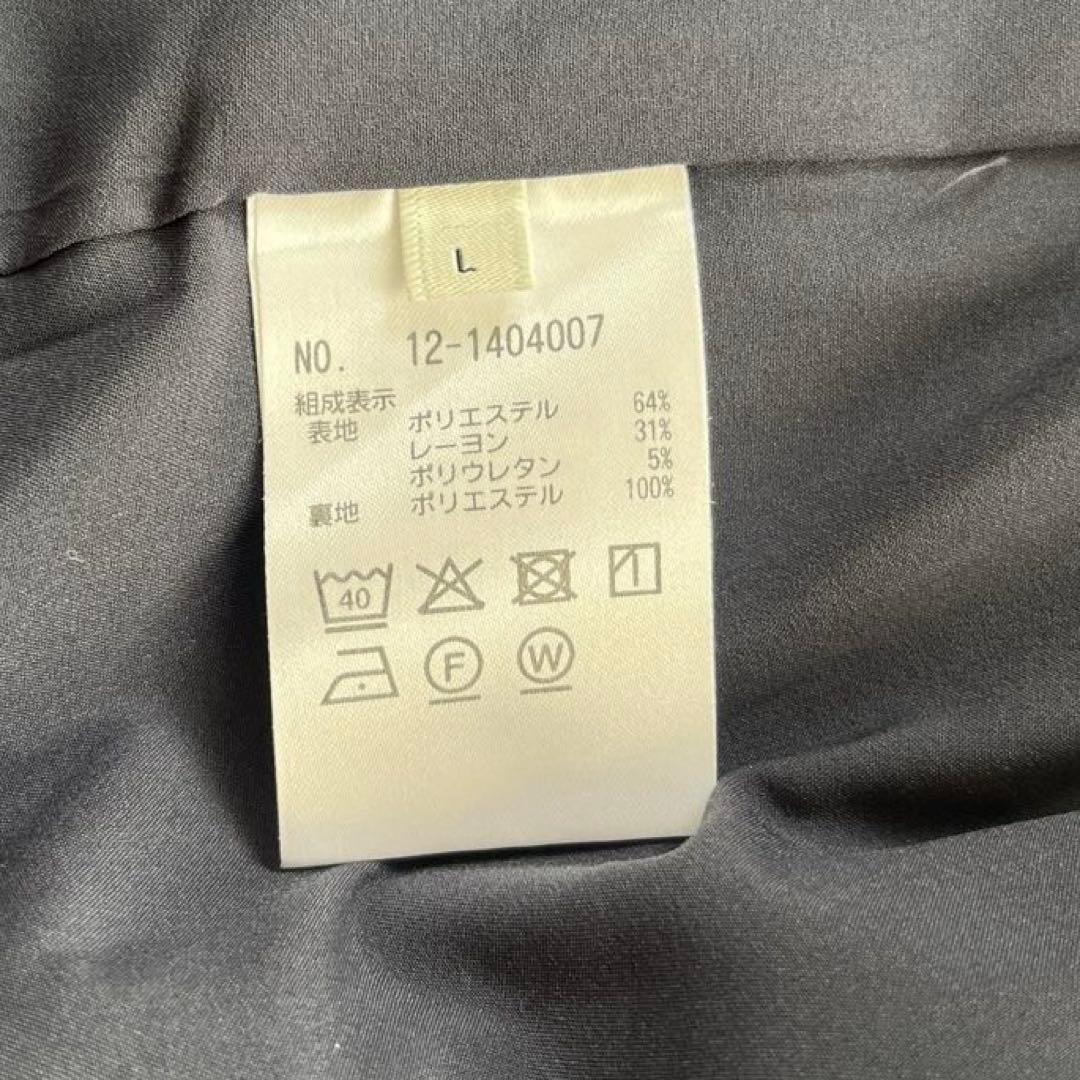 L
NO. 12-1404007
組成表示
表地 ポリエステル 64%
レーヨン 31%
ポリウレタン 5%
裏地 ポリエステル 100%
40
F W